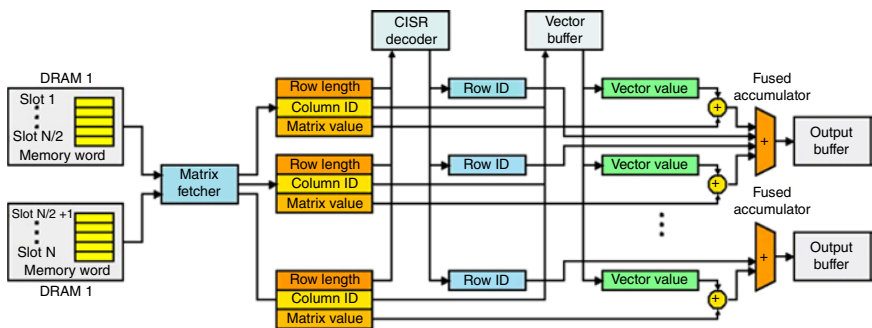 CISR
decoder
Vector
buffer
DRAM 1
Slot 1
Slot N/2
Memory word
Matrix
fetcher
Slot N/2 +1
Slot N
Memory word
DRAM 1
Row length
Column ID
Matrix value
Row ID
Vector value
+
Row length
Column ID
Matrix value
Row ID
Vector value
+
Fused
accumulator
+
Output
buffer
Row length
Column ID
Matrix value
Row ID
Vector value
+
Fused
accumulator
+
Output
buffer